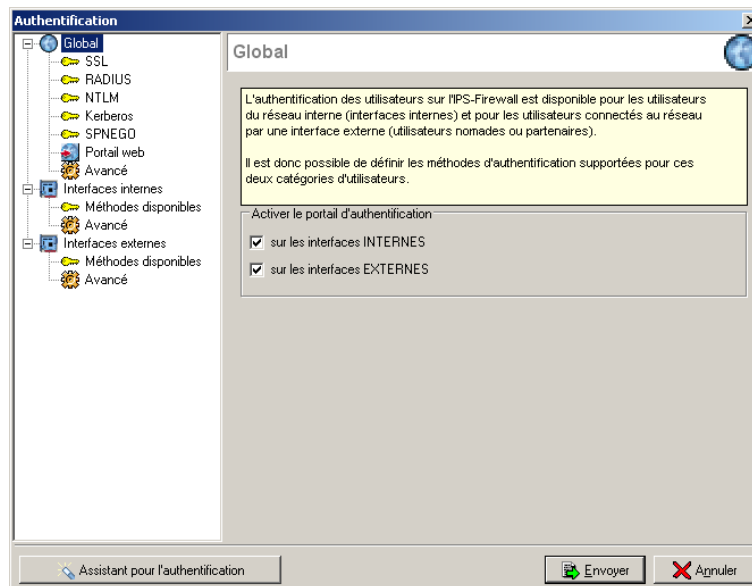 Authentification
Global
SSL
RADIUS
NTLM
Kerberos
SPNEGO
Portail web
Avancé
Interfaces internes
Méthodes disponibles
Avancé
Interfaces externes
Méthodes disponibles
Avancé
Global
L'authentification des utilisateurs sur l'IPS-Firewall est disponible pour les utilisateurs
du réseau interne (interfaces internes) et pour les utilisateurs connectés au réseau
par une interface externe (utilisateurs nomades ou partenaires).
Il est donc possible de définir les méthodes d'authentification supportées pour ces
deux catégories d'utilisateurs.
Activer le portail d'authentification
sur les interfaces INTERNES
sur les interfaces EXTERNES
Assistant pour l'authentification
Envoyer
Annuler